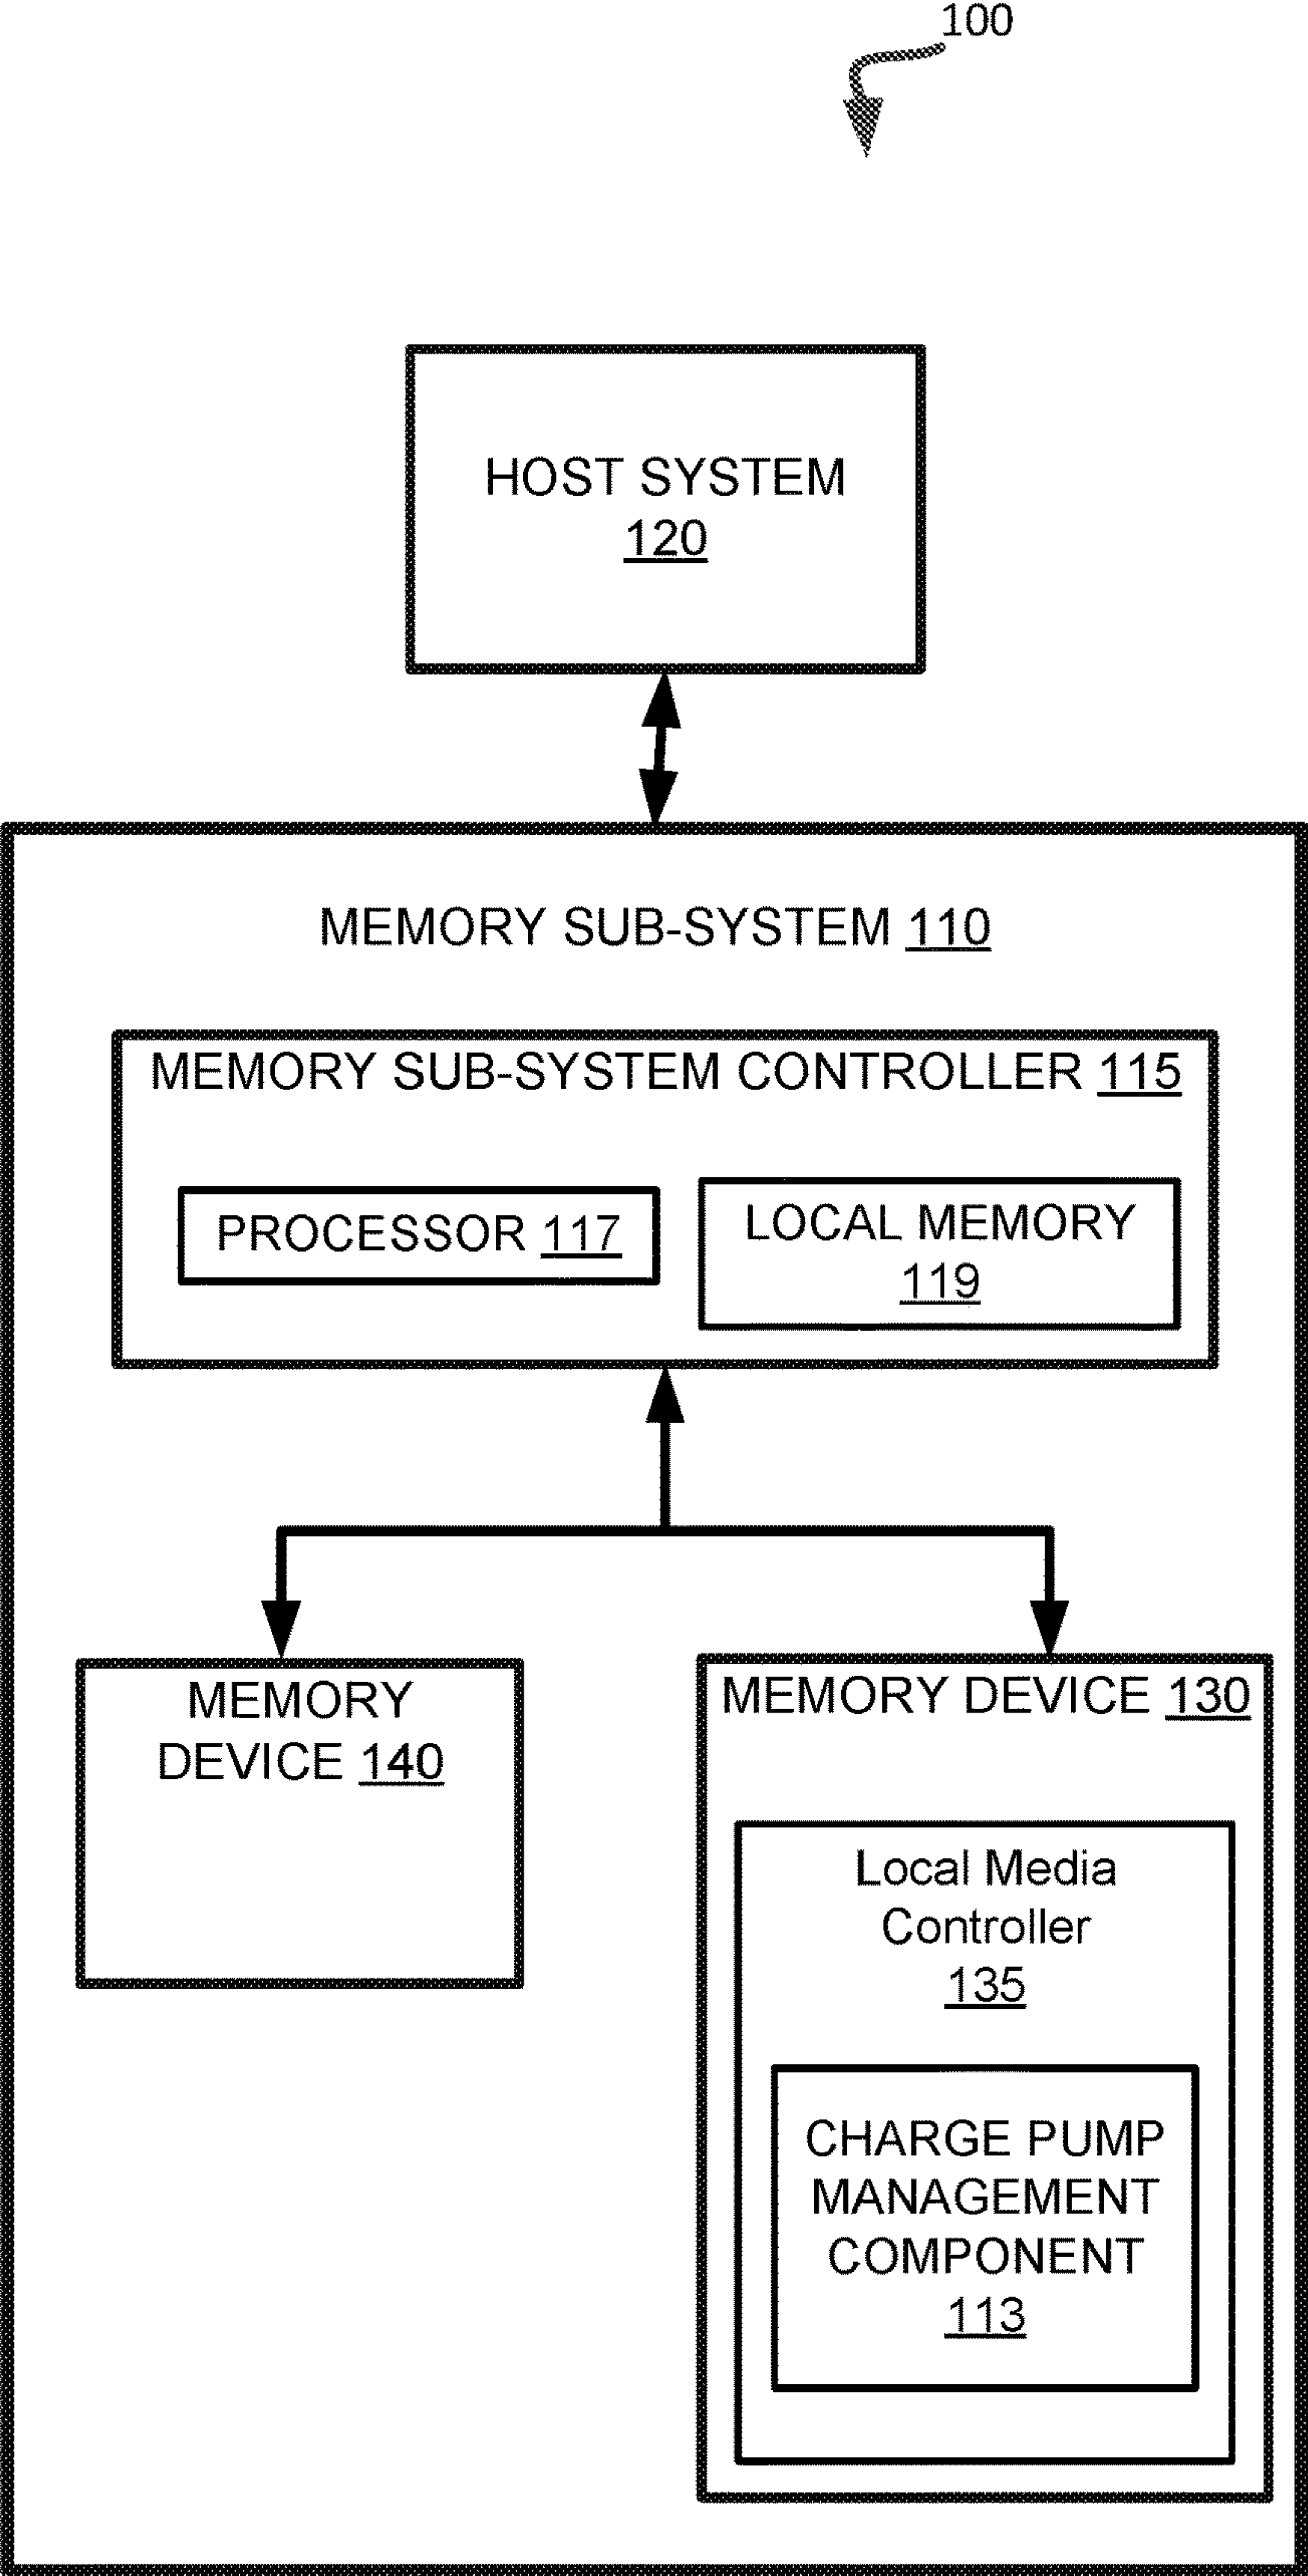 100
HOST SYSTEM
120
MEMORY SUB-SYSTEM 110
MEMORY SUB-SYSTEM CONTROLLER 115
PROCESSOR 117
LOCAL MEMORY
119
MEMORY
DEVICE 140
MEMORY DEVICE 130
Local Media
Controller
135
CHARGE PUMP
MANAGEMENT
COMPONENT
113